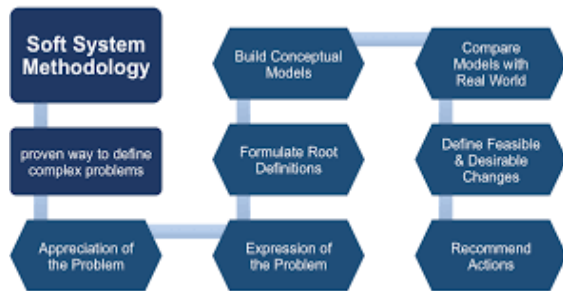 Soft System
Methodology
proven way to define
complex problems
Appreciation of
the Problem
Expression of
the Problem
Formulate Root
Definitions
Build Conceptual
Models
Compare
Models with
Real World
Define Feasible
& Desirable
Changes
Recommend
Actions